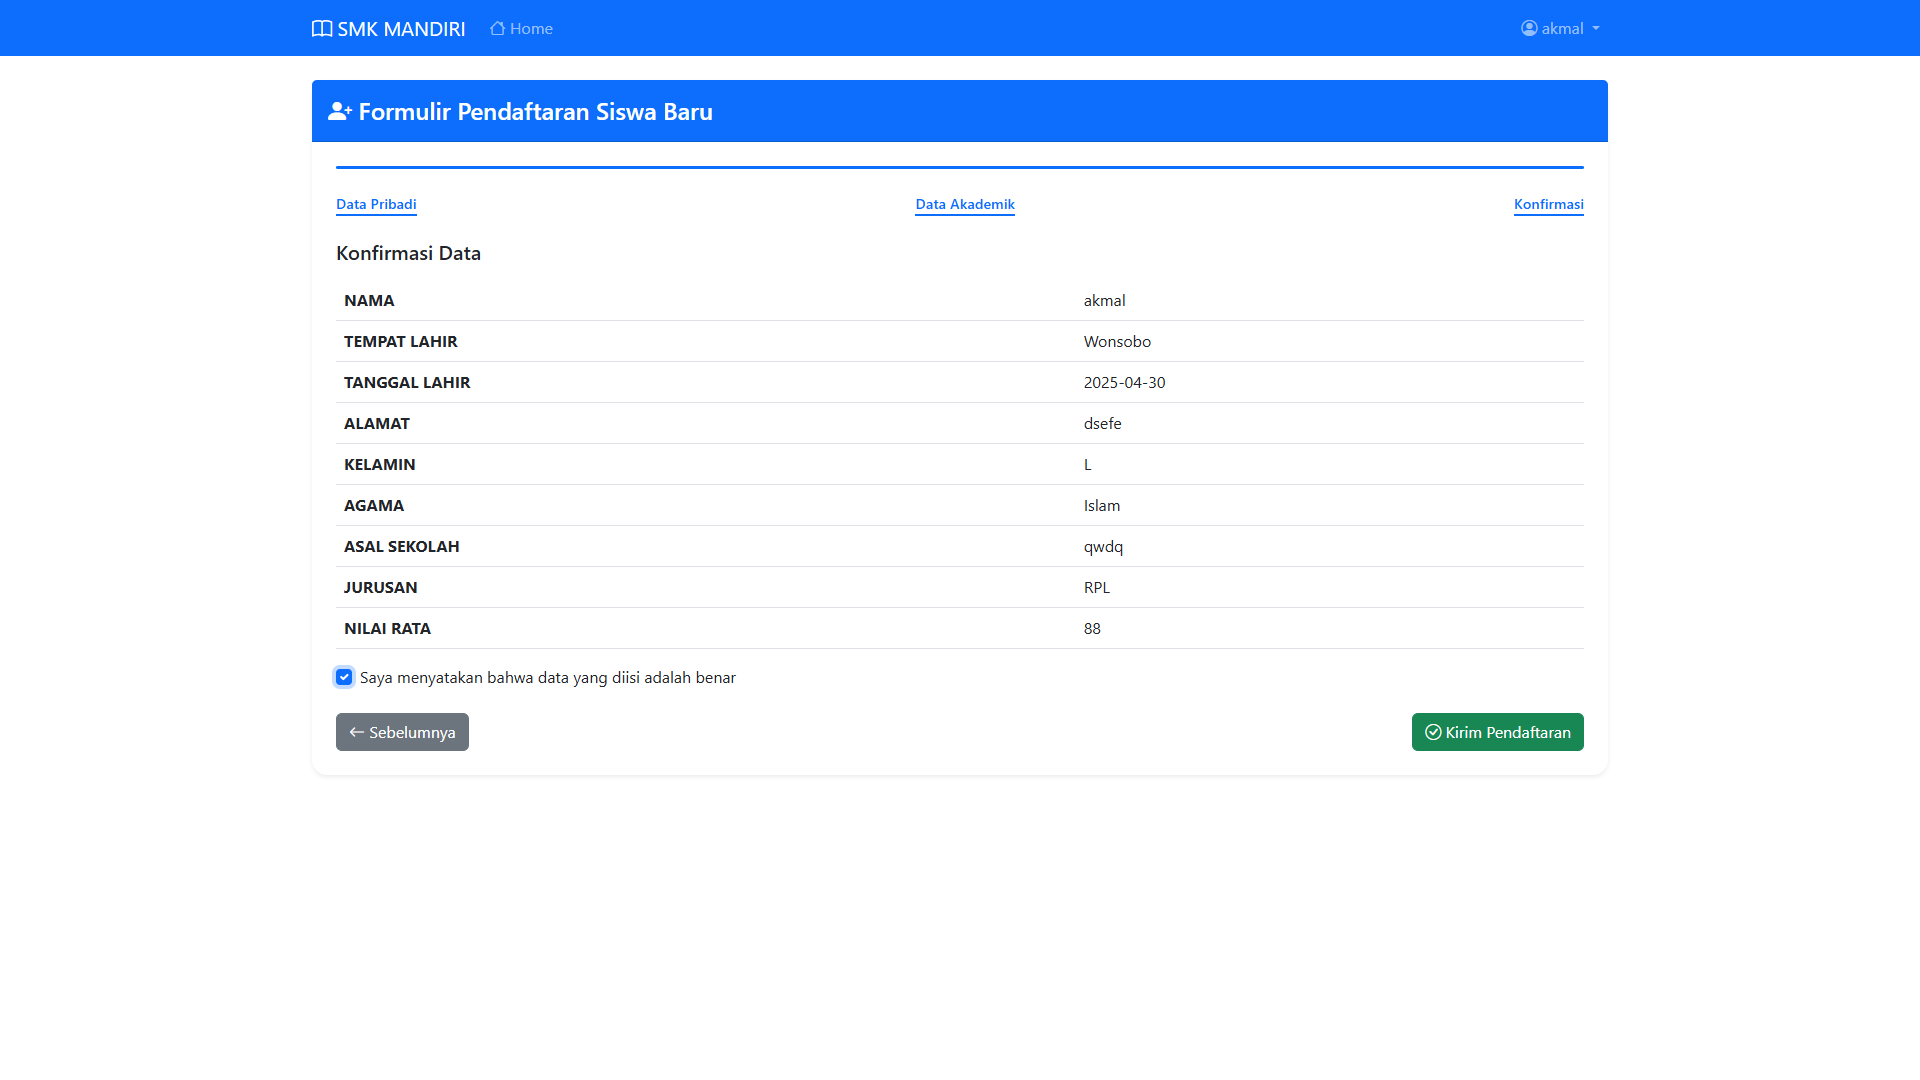 SMK MANDIRI Home akmal
Formulir Pendaftaran Siswa Baru
Data Pribadi Data Akademik Konfirmasi
Konfirmasi Data
NAMA akmal
TEMPAT LAHIR Wonsobo
TANGGAL LAHIR 2025-04-30
ALAMAT dsefe
KELAMIN L
AGAMA Islam
ASAL SEKOLAH qwdq
JURUSAN RPL
NILAI RATA 88
Saya menyatakan bahwa data yang diisi adalah benar
Sebelumnya Kirim Pendaftaran